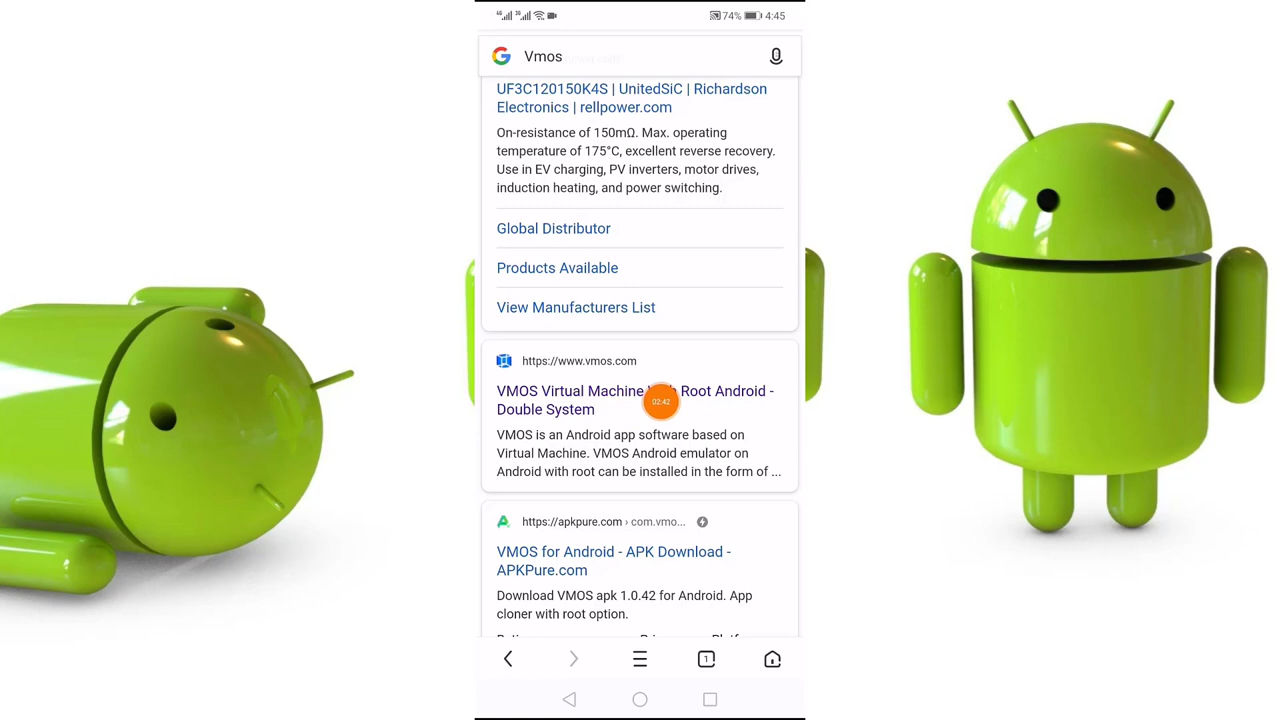 4G 3G 74% 4:45
Vmos
UF3C120150K4S | UnitedSiC | Richardson
Electronics | rellpower.com
On-resistance of 150mΩ. Max. operating
temperature of 175°C, excellent reverse recovery.
Use in EV charging, PV inverters, motor drives,
induction heating, and power switching.
Global Distributor
Products Available
View Manufacturers List
https://www.vmos.com
VMOS Virtual Machine Root Android -
Double System
02:42
VMOS is an Android app software based on
Virtual Machine. VMOS Android emulator on
Android with root can be installed in the form of ...
https://apkpure.com › com.vmo...
VMOS for Android - APK Download -
APKPure.com
Download VMOS apk 1.0.42 for Android. App
cloner with root option.
1